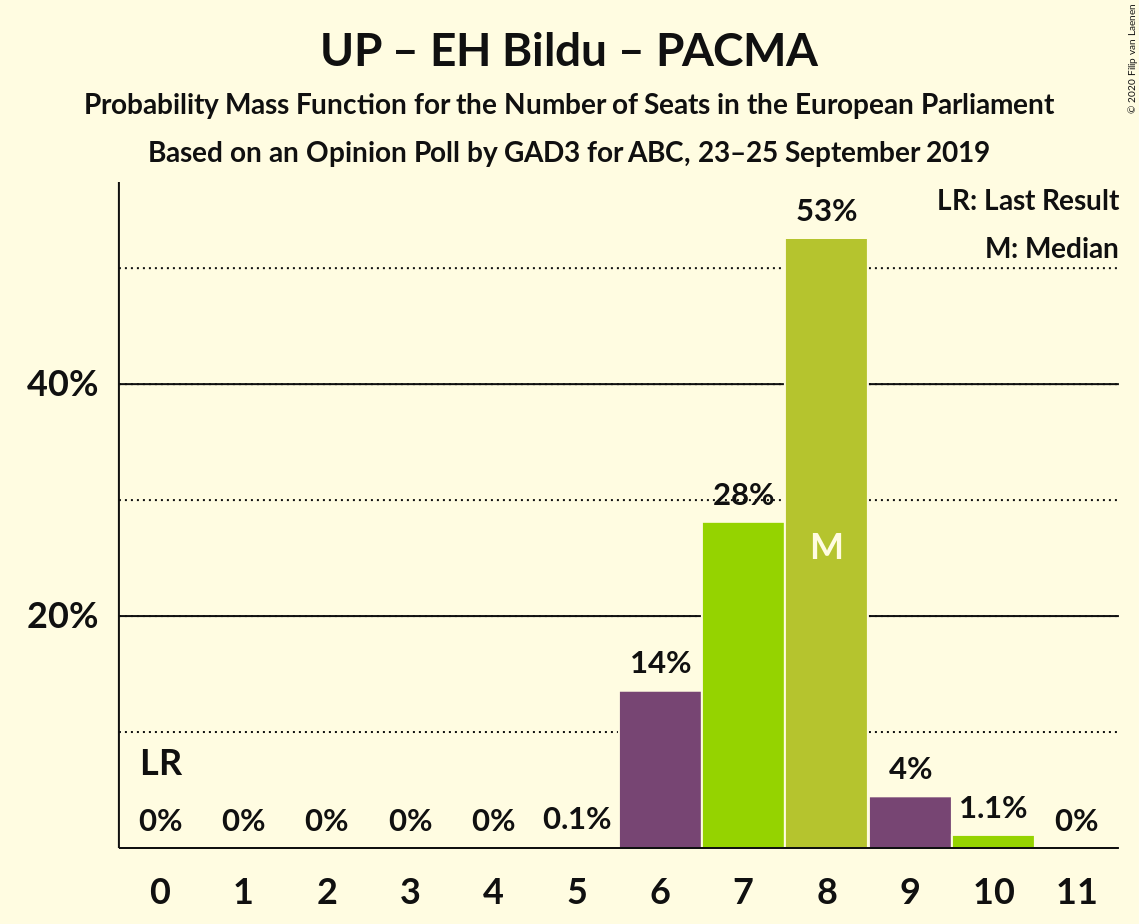 UP – EH Bildu – PACMA
Probability Mass Function for the Number of Seats in the European Parliament
Based on an Opinion Poll by GAD3 for ABC, 23–25 September 2019
© 2020 Filip van Laenen
LR: Last Result
M: Median
53%
40%
28%
M
20%
14%
LR
4%
0% 0% 0% 0% 0% 0.1% 1.1% 0%
0 1 2 3 4 5 6 7 8 9 10 11